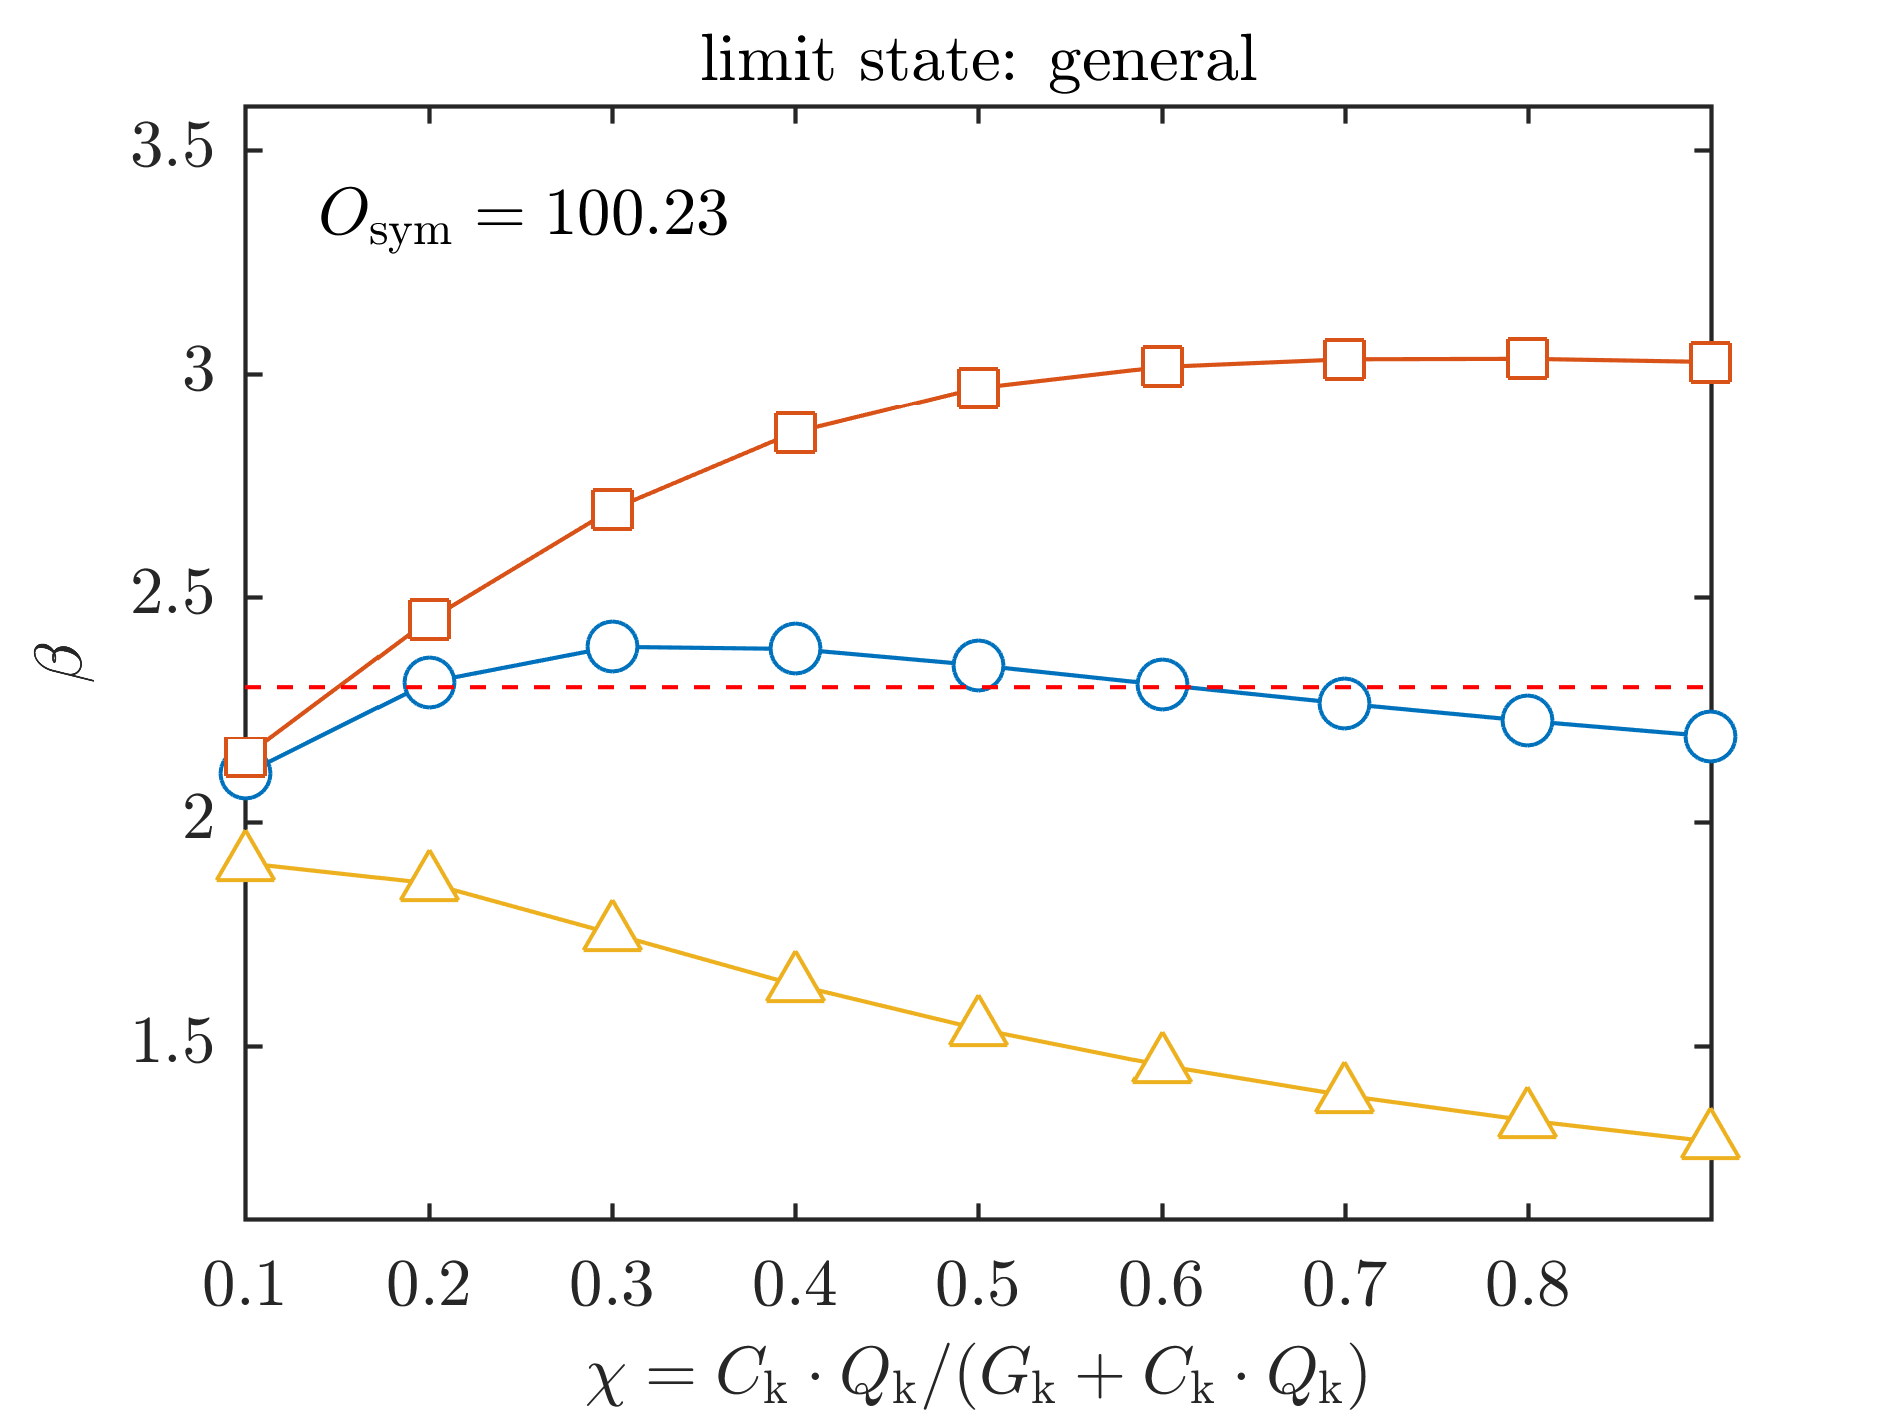 limit state: general
3.5
O_sym = 100.23
3
2.5
β
2
1.5
0.1 0.2 0.3 0.4 0.5 0.6 0.7 0.8
χ = C_k · Q_k/(G_k + C_k · Q_k)